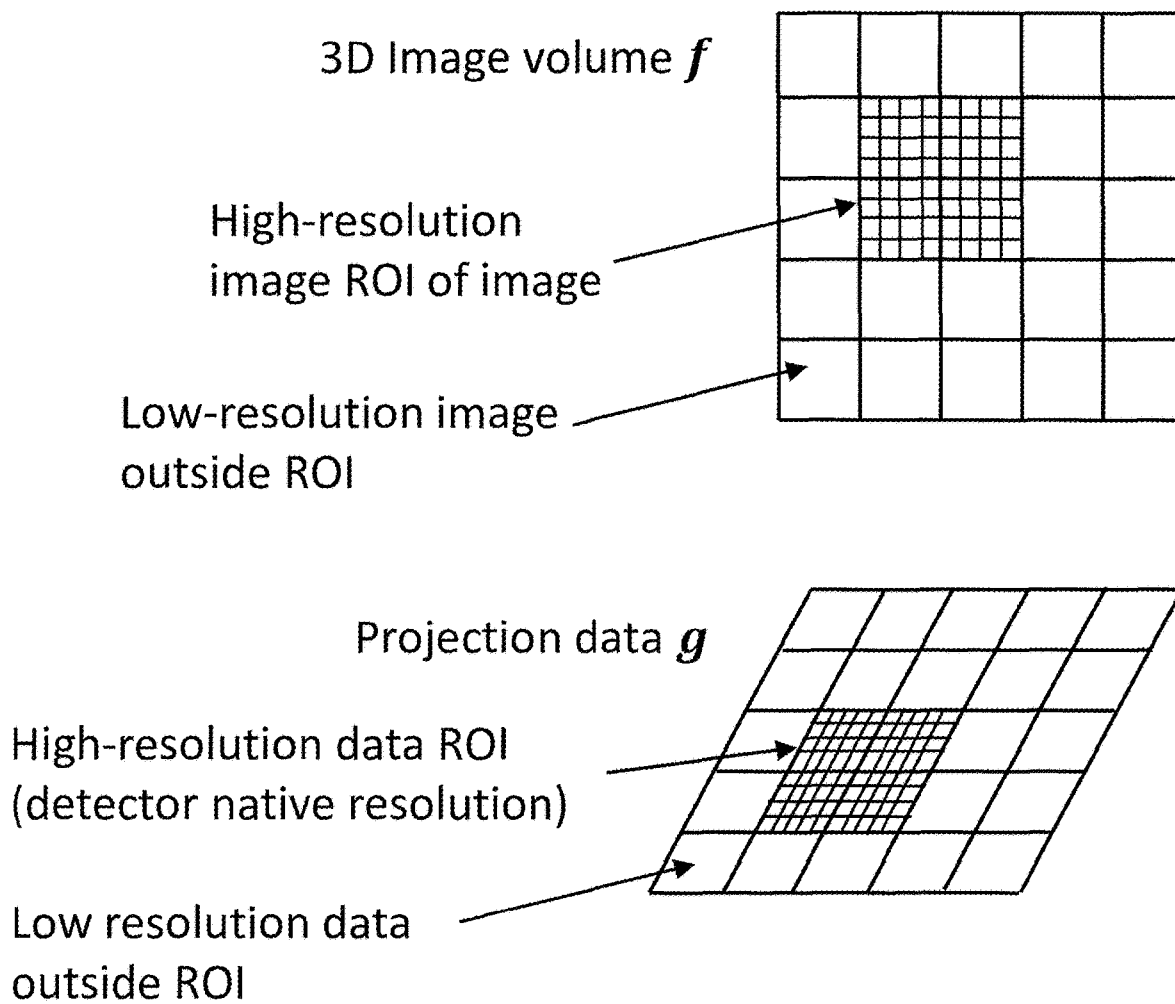 3D Image volume f
High-resolution
image ROI of image
Low-resolution image
outside ROI
Projection data g
High-resolution data ROI
(detector native resolution)
Low resolution data
outside ROI